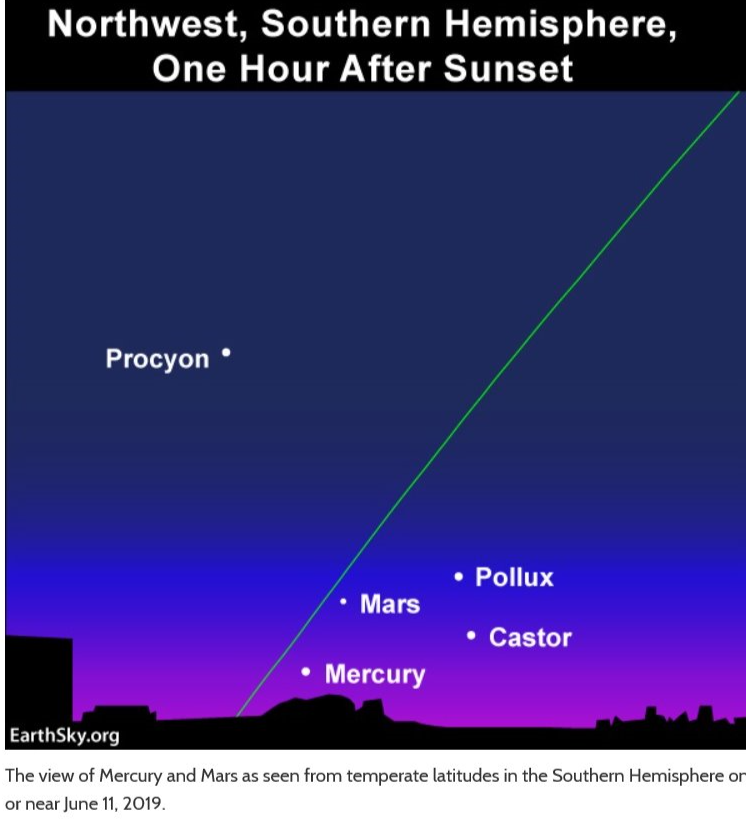 Northwest, Southern Hemisphere,
One Hour After Sunset
Procyon
Pollux
Mars
Castor
Mercury
EarthSky.org
The view of Mercury and Mars as seen from temperate latitudes in the Southern Hemisphere on
or near June 11, 2019.